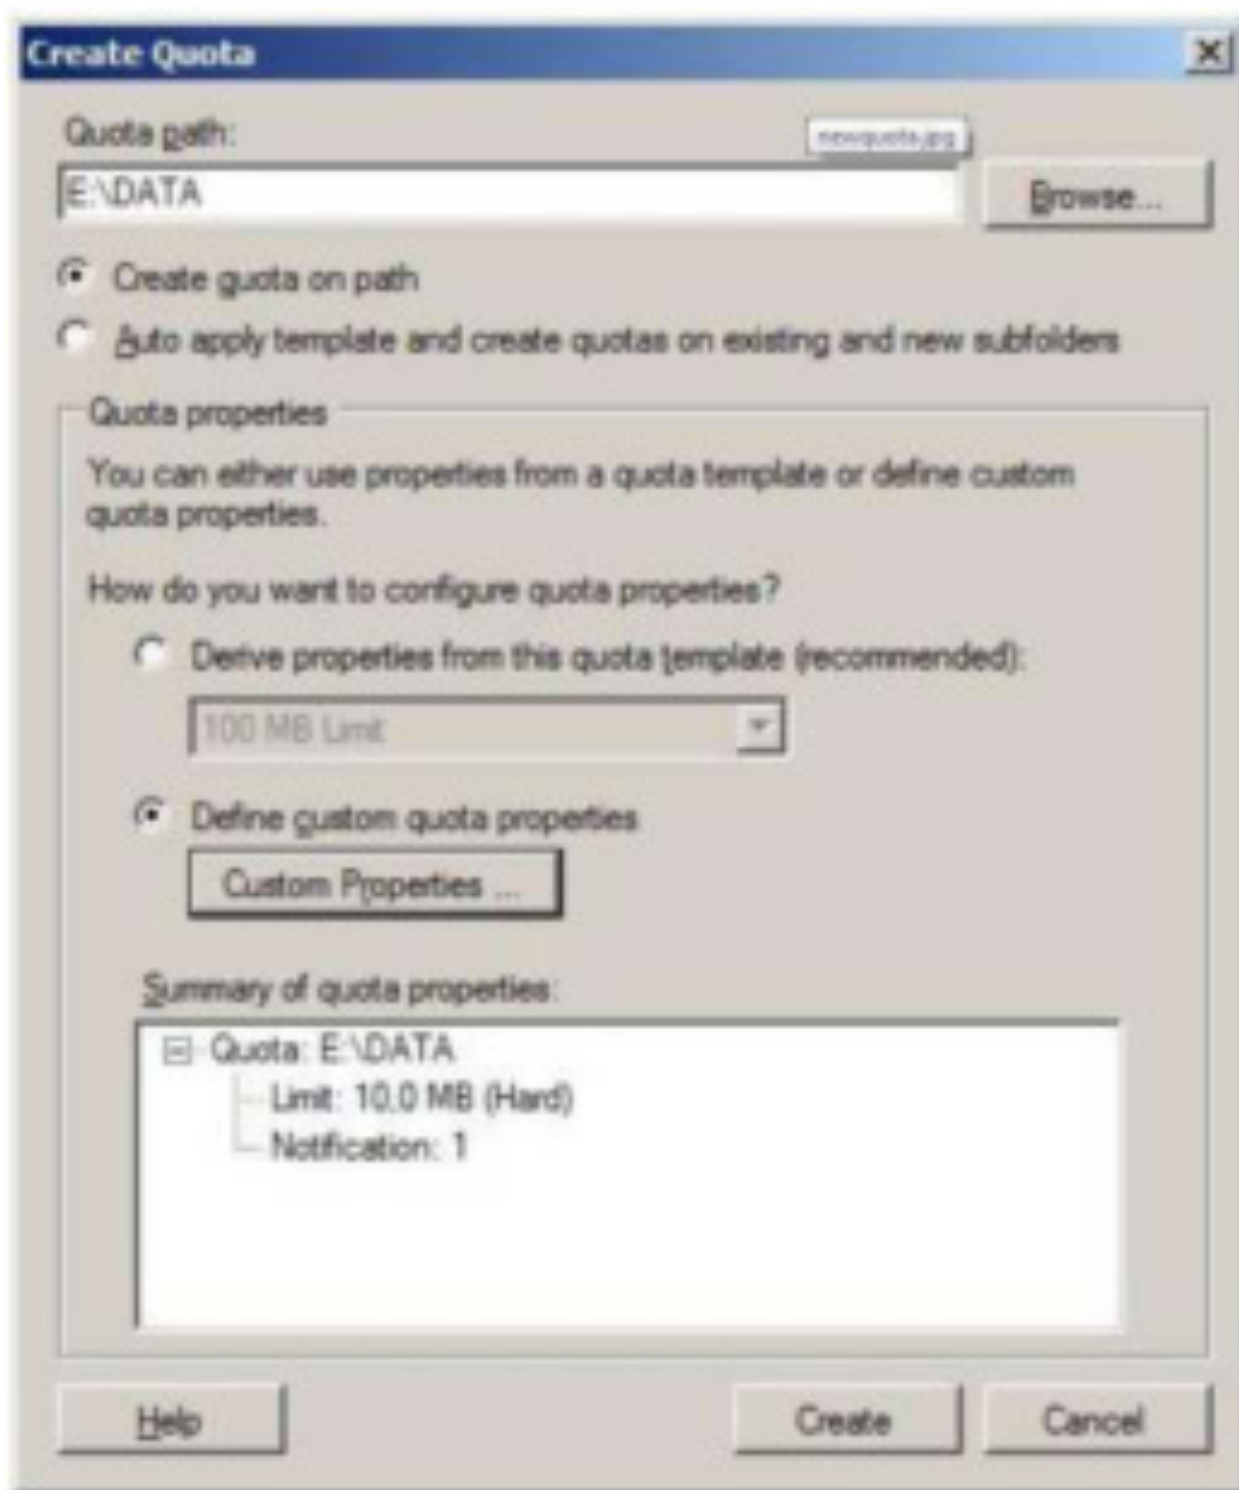 Create Quota
Quota path:
newquota.jpg
E:\DATA
Browse...
Create quota on path
Auto apply template and create quotas on existing and new subfolders
Quota properties
You can either use properties from a quota template or define custom
quota properties.
How do you want to configure quota properties?
Derive properties from this quota template (recommended):
100 MB Limit
Define custom quota properties
Custom Properties ...
Summary of quota properties:
Quota: E:\DATA
Limit: 10,0 MB (Hard)
Notification: 1
Help
Create
Cancel